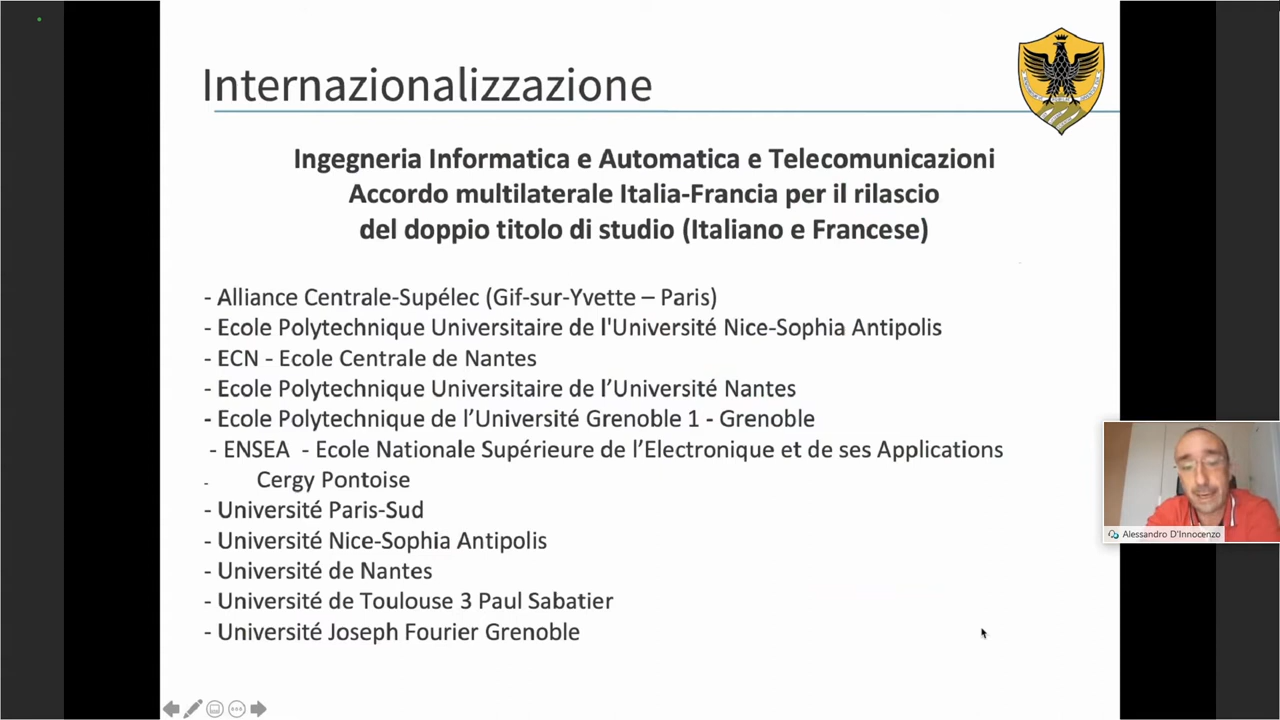 Internazionalizzazione
Ingegneria Informatica e Automatica e Telecomunicazioni
Accordo multilaterale Italia-Francia per il rilascio
del doppio titolo di studio (Italiano e Francese)
- Alliance Centrale-Supélec (Gif-sur-Yvette – Paris)
- Ecole Polytechnique Universitaire de l'Université Nice-Sophia Antipolis
- ECN - Ecole Centrale de Nantes
- Ecole Polytechnique Universitaire de l’Université Nantes
- Ecole Polytechnique de l’Université Grenoble 1 - Grenoble
- ENSEA - Ecole Nationale Supérieure de l’Electronique et de ses Applications
- Cergy Pontoise
- Université Paris-Sud
- Université Nice-Sophia Antipolis
- Université de Nantes
- Université de Toulouse 3 Paul Sabatier
- Université Joseph Fourier Grenoble
Alessandro D'Innocenzo